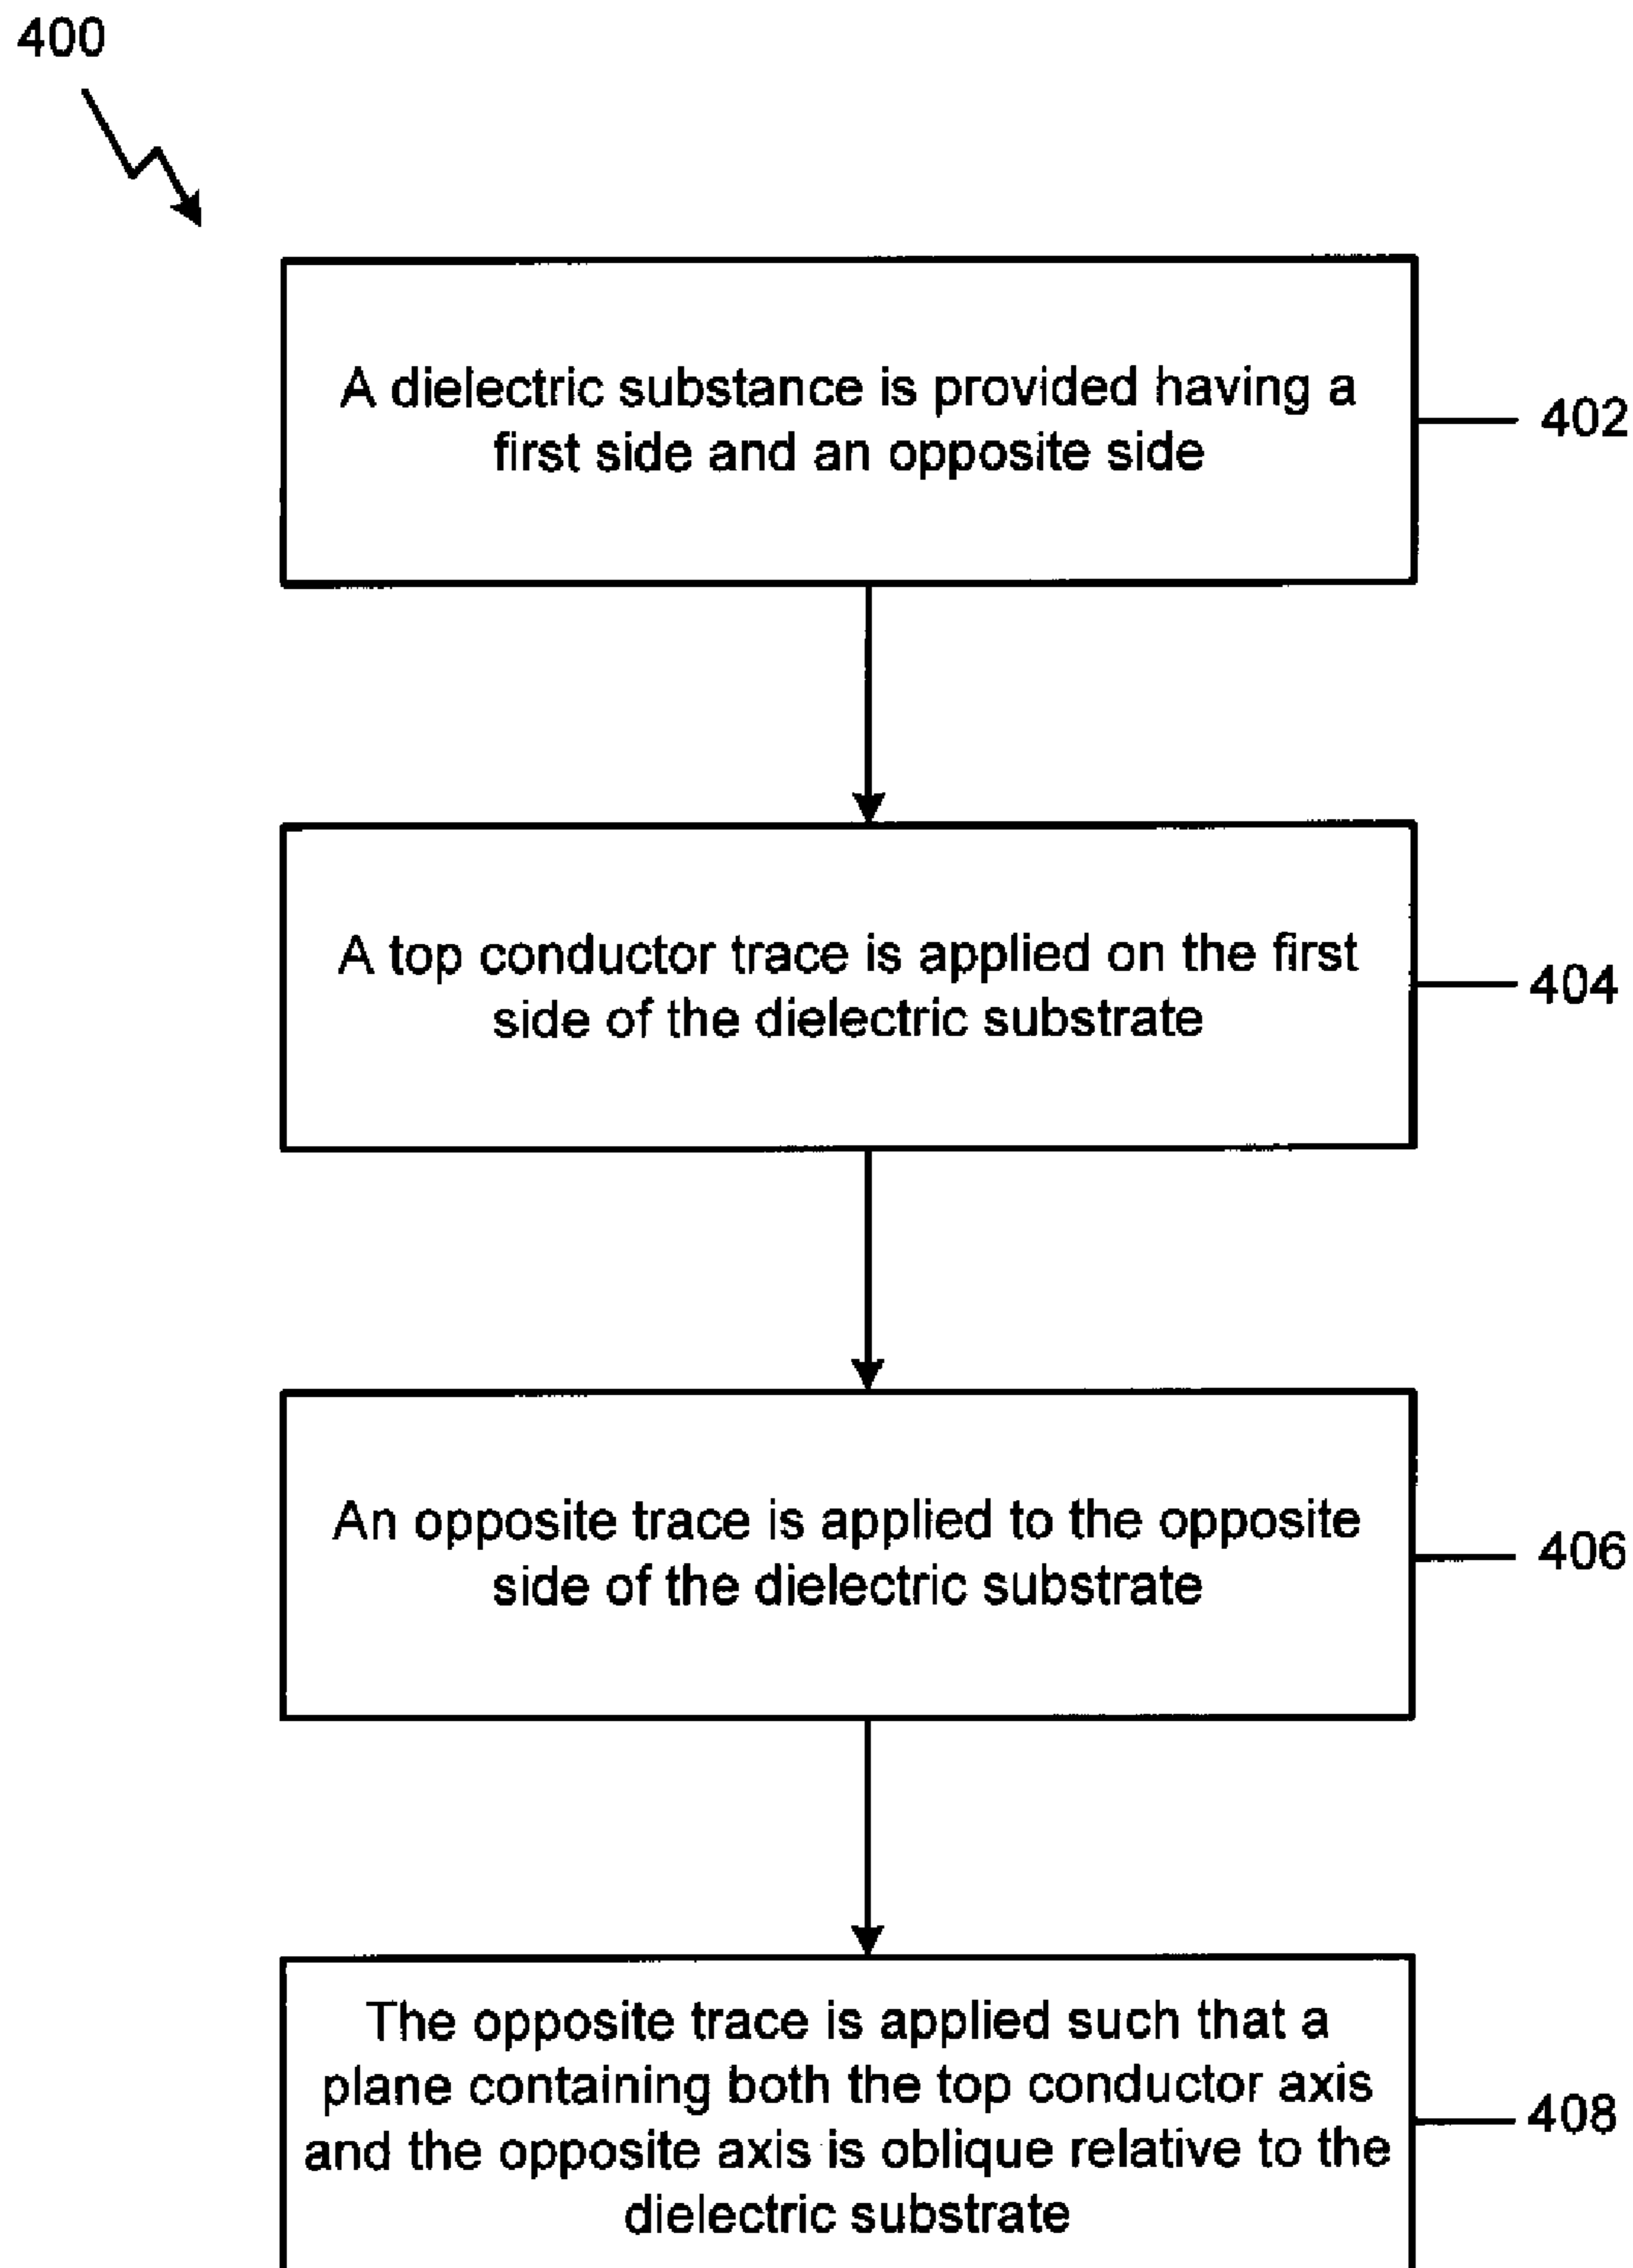 400
A dielectric substance is provided having a
first side and an opposite side
402
A top conductor trace is applied on the first
side of the dielectric substrate
404
An opposite trace is applied to the opposite
side of the dielectric substrate
406
The opposite trace is applied such that a
plane containing both the top conductor axis
and the opposite axis is oblique relative to the
dielectric substrate
408